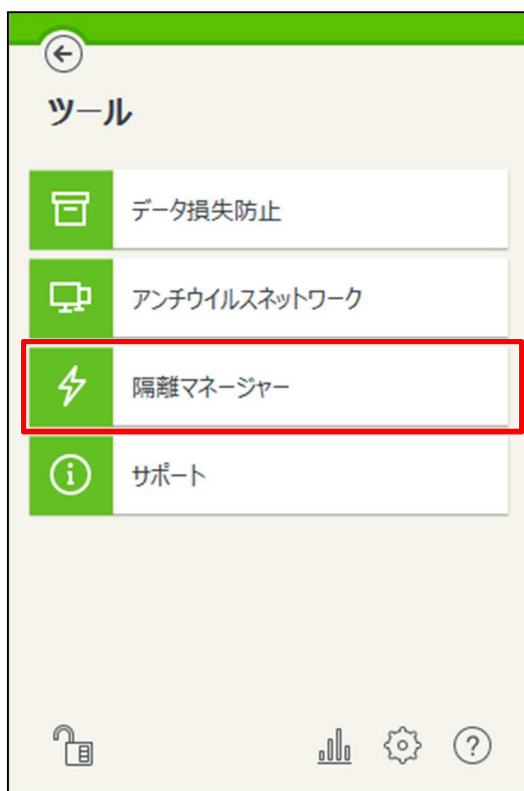 ツール
データ損失防止
アンチウイルスネットワーク
隔離マネージャー
サポート